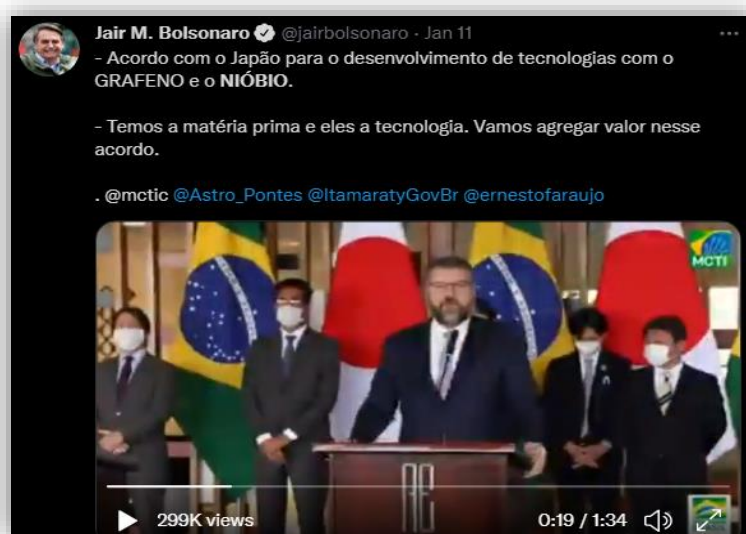 Jair M. Bolsonaro @jairbolsonaro · Jan 11
- Acordo com o Japão para o desenvolvimento de tecnologias com o
GRAFENO e o NIÓBIO.
- Temos a matéria prima e eles a tecnologia. Vamos agregar valor nesse
acordo.
. @mctic @Astro_Pontes @ItamaratyGovBr @ernestofaraujo
MCTI
299K views
0:19 / 1:34